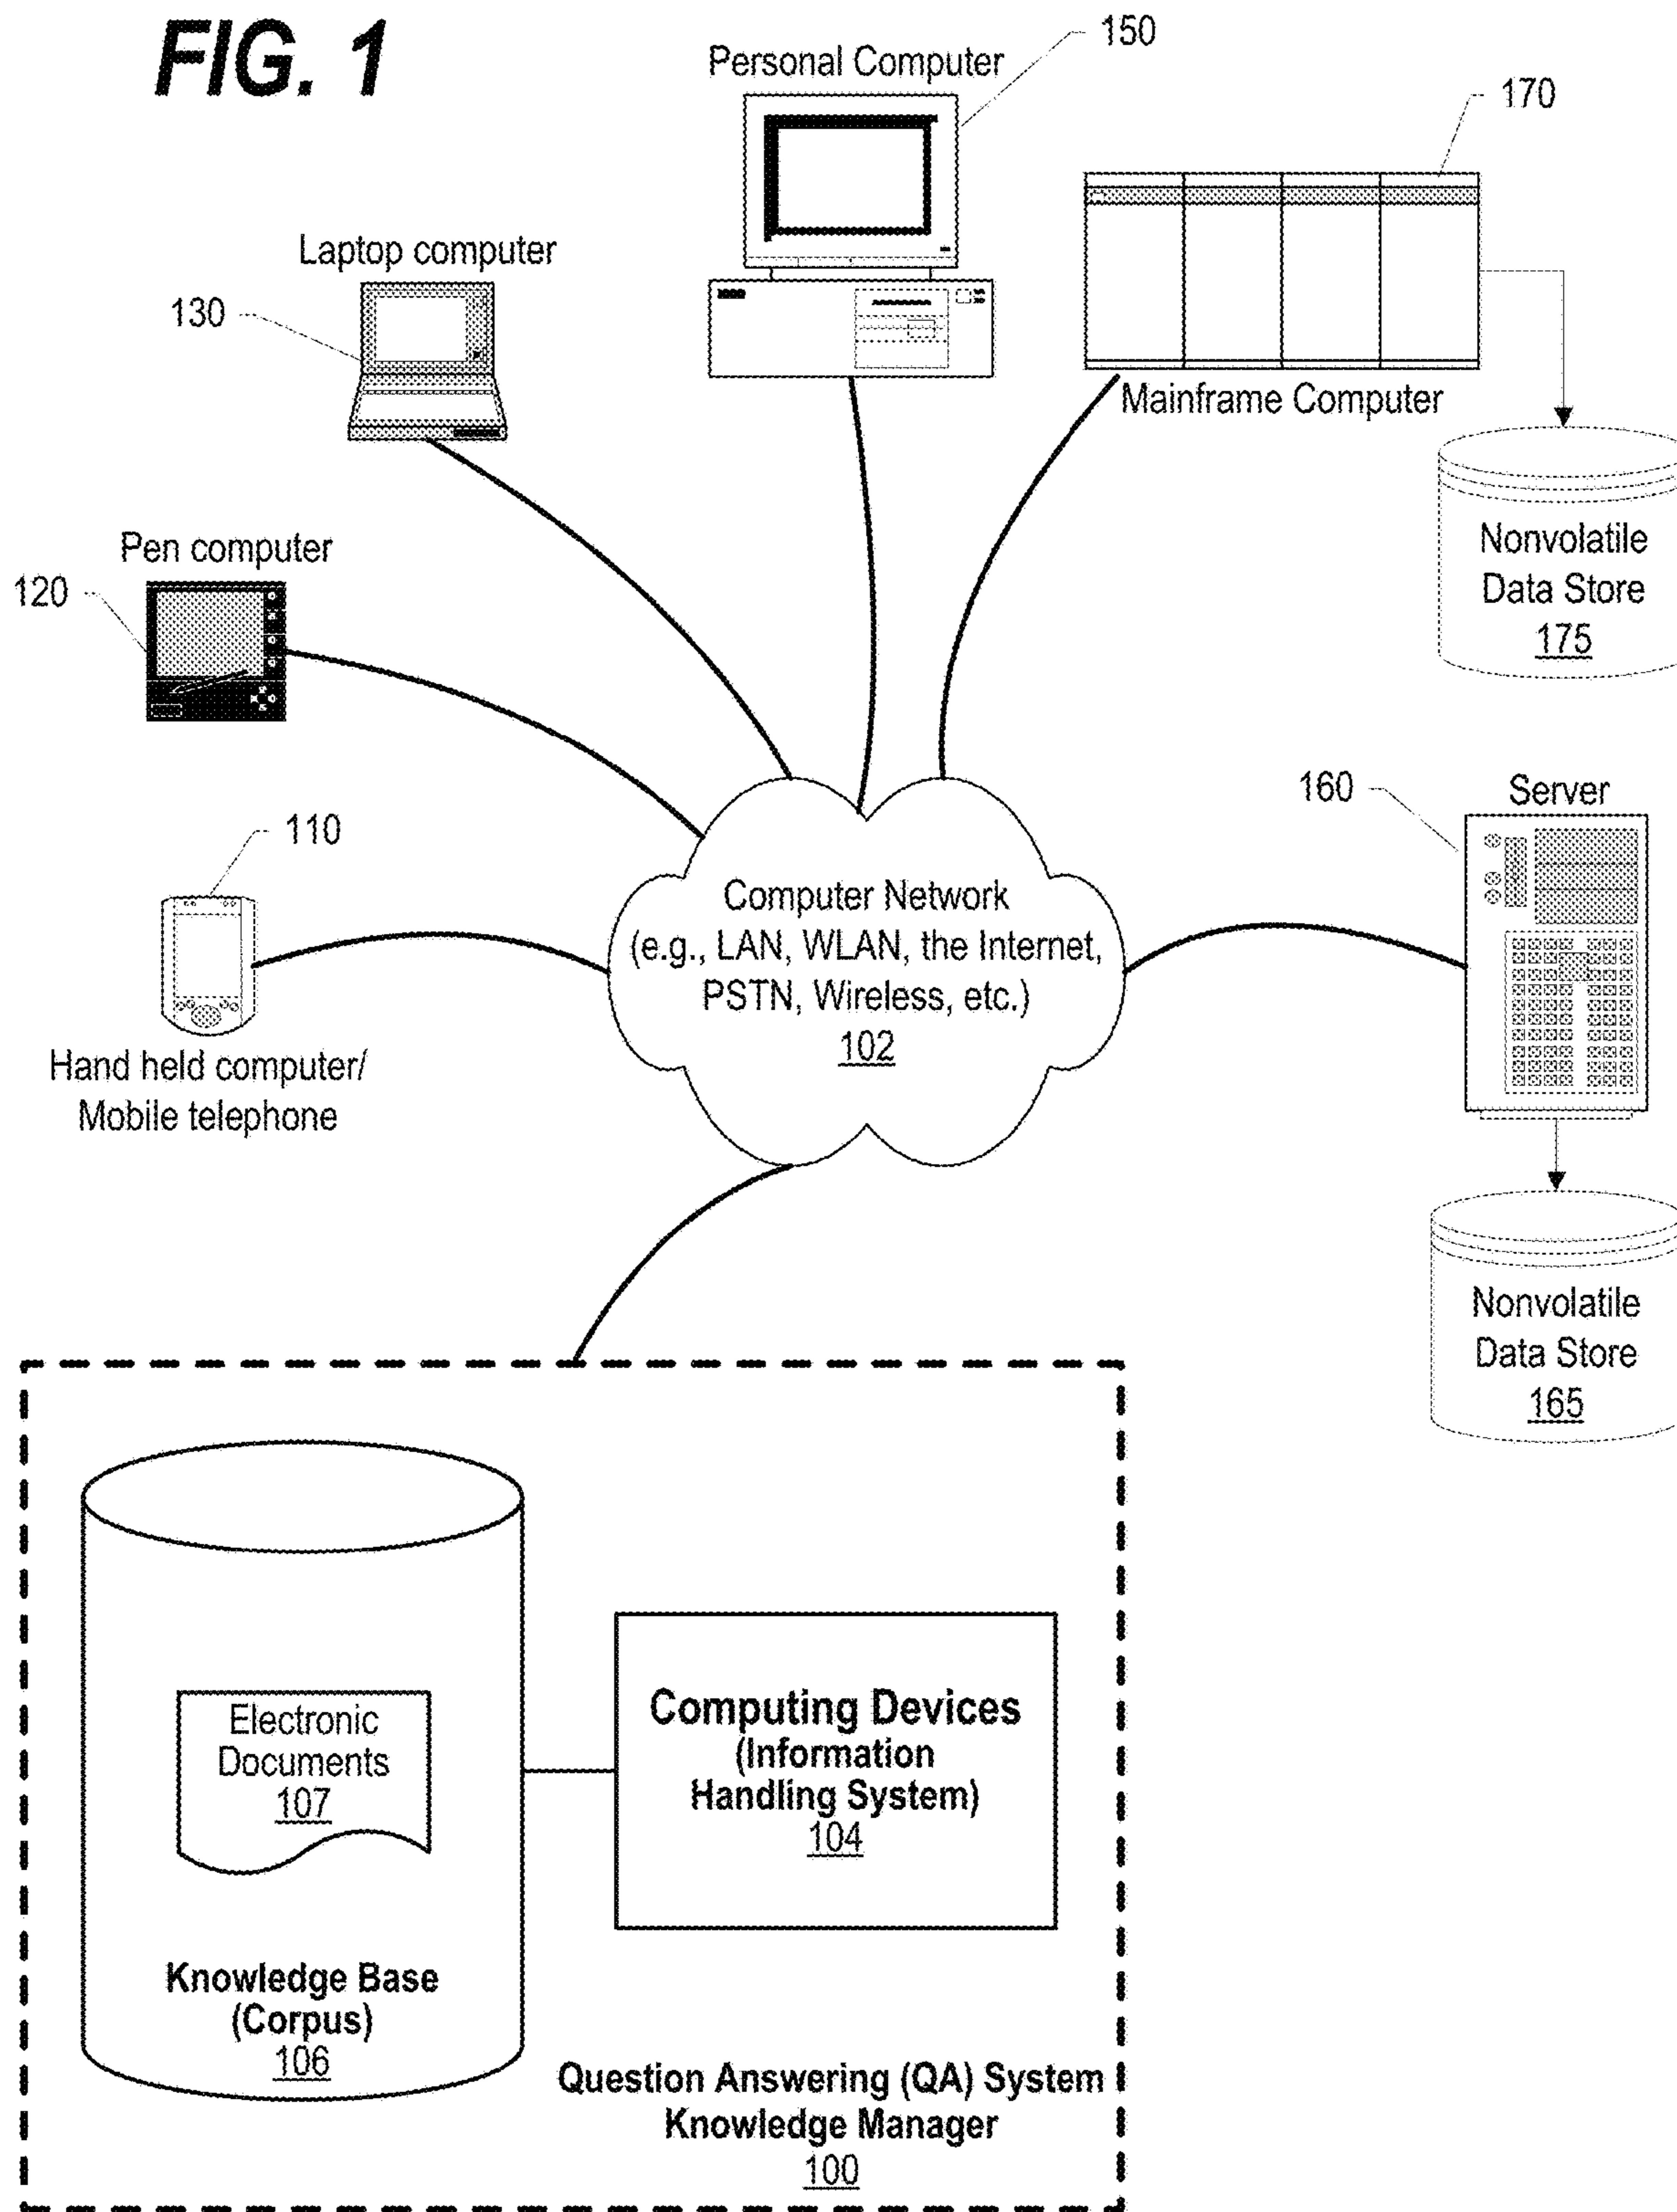 FIG. 1
Personal Computer
150
170
Laptop computer
130
Mainframe Computer
Nonvolatile
Data Store
175
Pen computer
120
160
Server
110
Computer Network
(e.g., LAN, WLAN, the Internet,
PSTN, Wireless, etc.)
102
Hand held computer/
Mobile telephone
Nonvolatile
Data Store
165
Electronic
Documents
107
Computing Devices
(Information
Handling System)
104
Knowledge Base
(Corpus)
106
Question Answering (QA) System
Knowledge Manager
100